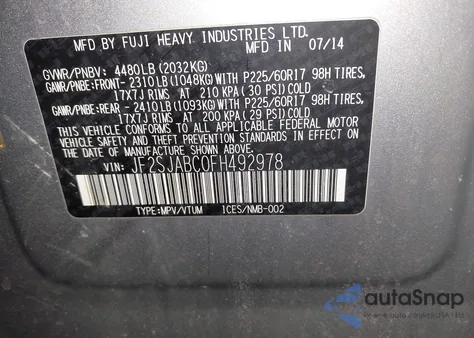 MFD BY FUJI HEAVY INDUSTRIES LTD.
IN 07/14
GVWR/PNBV: 4480LB(2032KG)
GAWR/PNBE:FRONT-2310LB(1048KG)WITH P225/60R17 98H TIRES,
17X7J RIMS AT 210 KPA(30 PSI)COLD
GAWR/PNBE:REAR -2410LB(1093KG)WITH P225/60R17 98H TIRES,
17X7J RIMS AT 200 KPA(29 PSI)COLD
THIS VEHICLE CONFORMS TO ALL APPLICABLE FEDERAL MOTOR
VEHICLE SAFETY THEFT PREVENTION STANDARDS IN EFFECT ON THE
DATE OF MANUFACTURE SHOWN ABOVE.
VIN: JF2SJABC0FH492978
TYPE:MPV/VTUM ICES/NMB-002
autoSnap